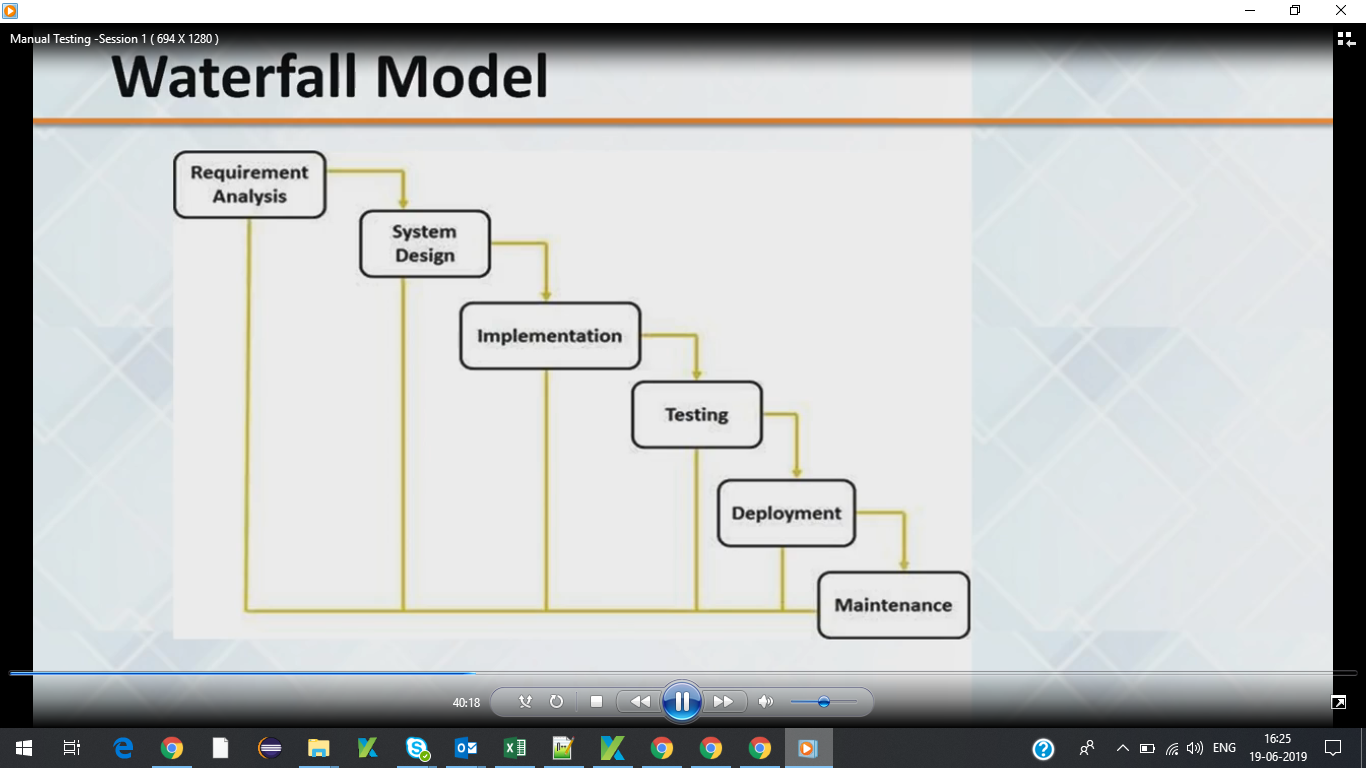 Manual Testing -Session 1 ( 694 X 1280 )
Waterfall Model
Requirement
Analysis
System
Design
Implementation
Testing
Deployment
Maintenance
40:18
ENG
16:25
19-06-2019